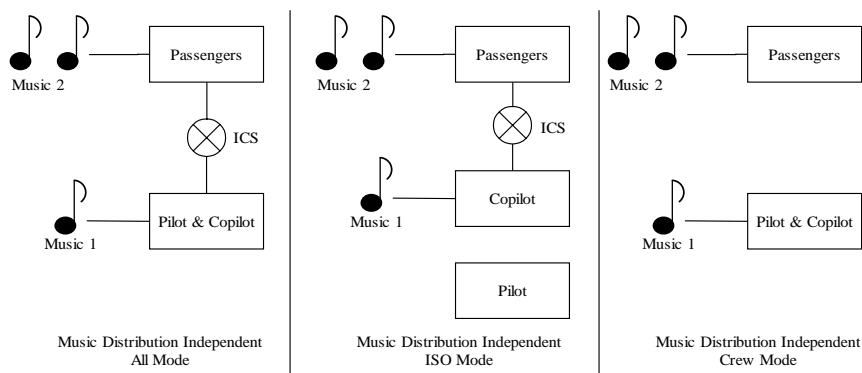 Passengers
Music 2
ICS
Pilot & Copilot
Music 1
Music Distribution Independent
All Mode
Passengers
Music 2
ICS
Copilot
Music 1
Pilot
Music Distribution Independent
ISO Mode
Passengers
Music 2
Pilot & Copilot
Music 1
Music Distribution Independent
Crew Mode